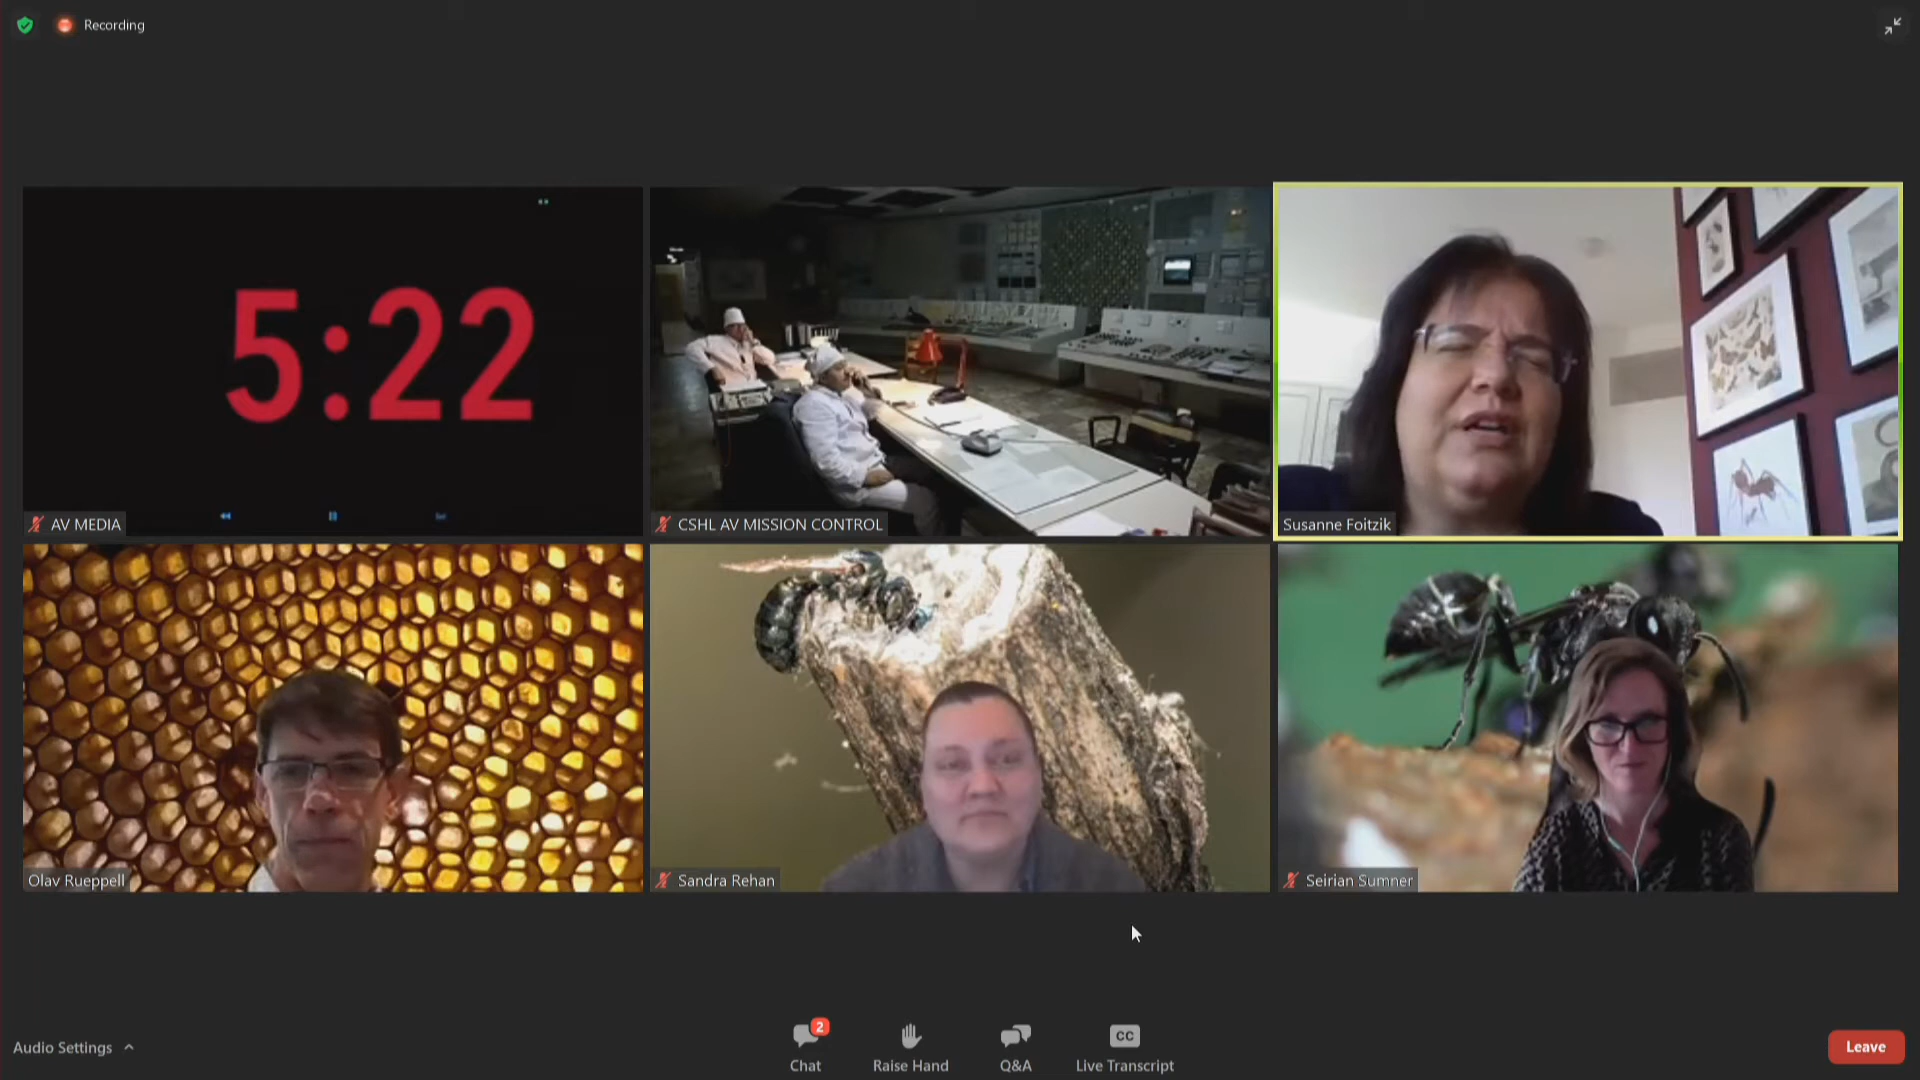 Recording
5:22
AV MEDIA
CSHL AV MISSION CONTROL
Susanne Foitzik
Olav Rueppell
Sandra Rehan
Seirian Sumner
Audio Settings
2
Chat
Raise Hand
Q&A
CC
Live Transcript
Leave